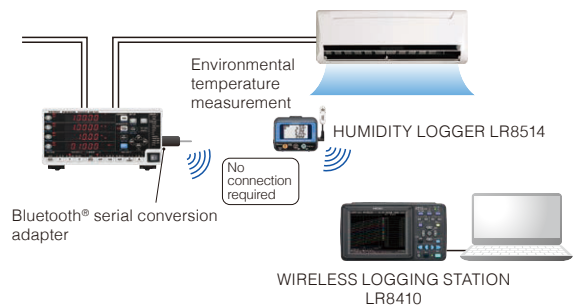 Environmental
temperature
measurement
HUMIDITY LOGGER LR8514
No
connection
required
Bluetooth® serial conversion
adapter
WIRELESS LOGGING STATION
LR8410